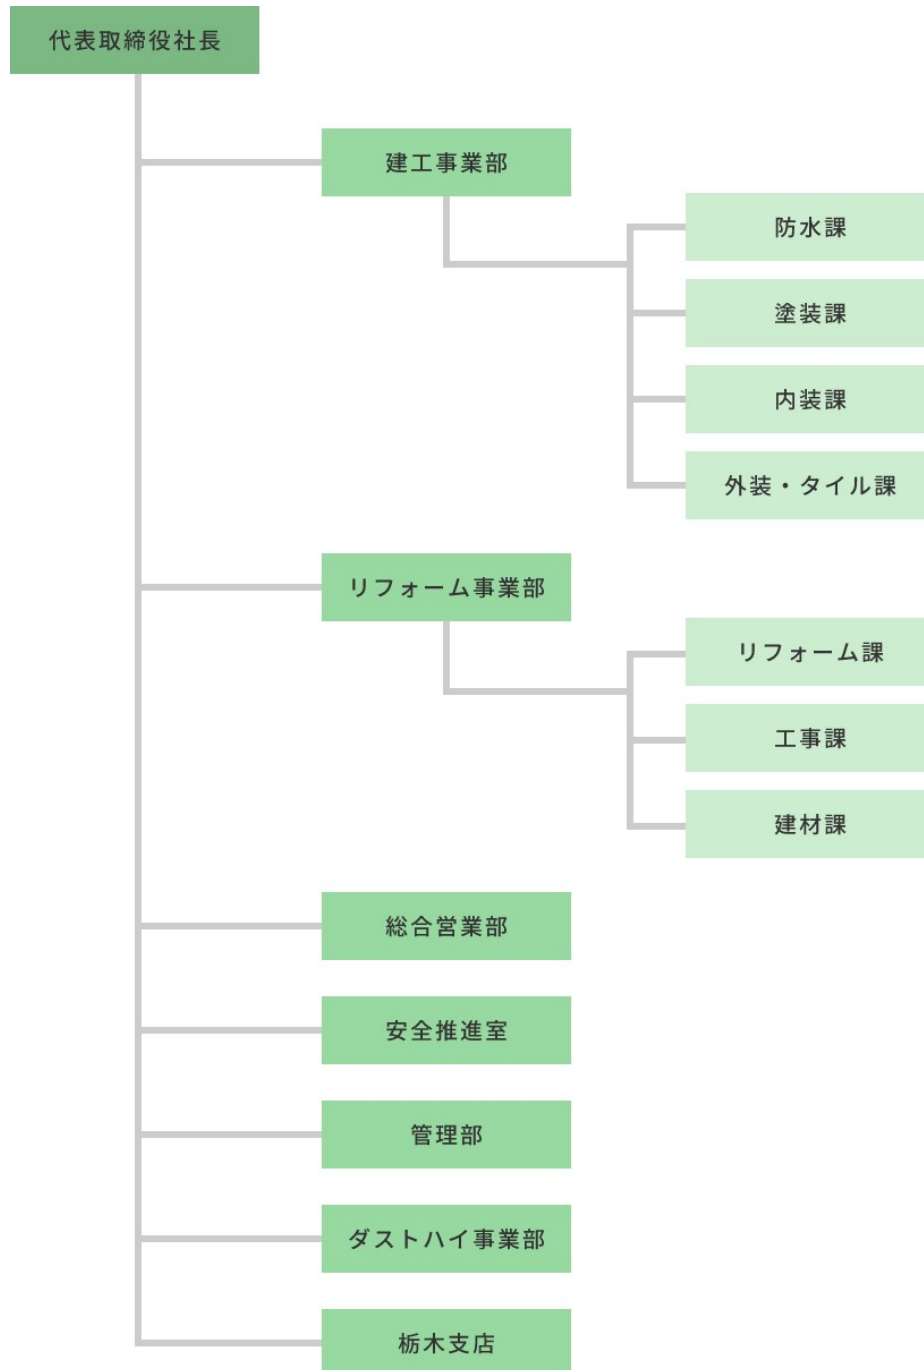 代表取締役社長
建工事業部
防水課
塗装課
内装課
外装・タイル課
リフォーム事業部
リフォーム課
工事課
建材課
総合営業部
安全推進室
管理部
ダストハイ事業部
栃木支店